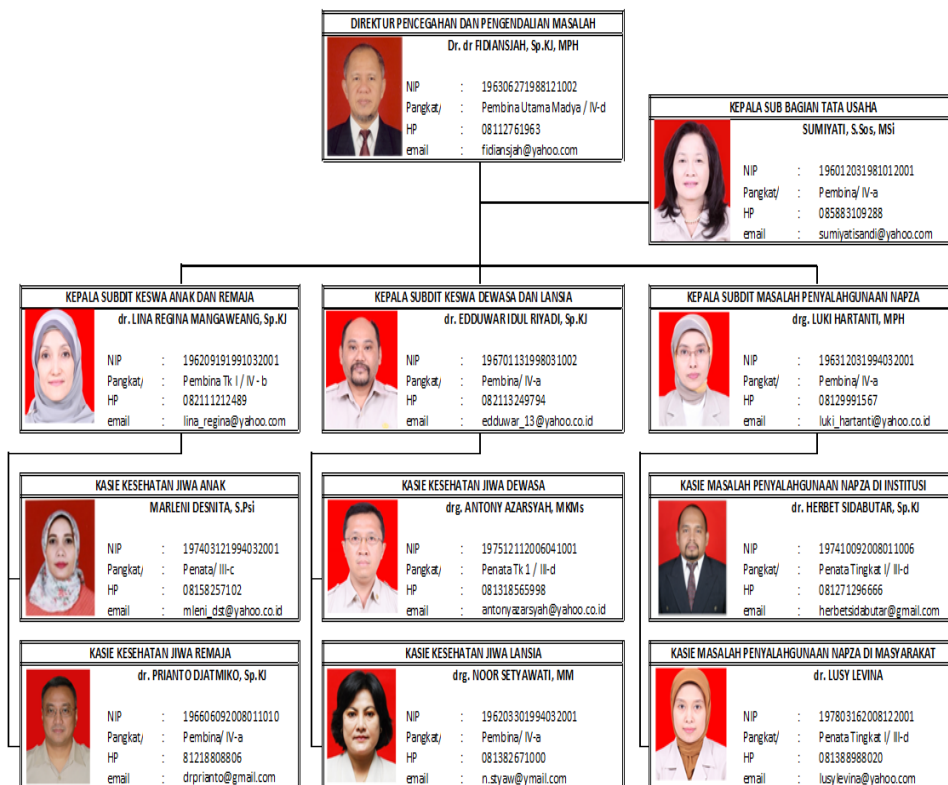 DIREKTUR PENCEGAHAN DAN PENGENDALIAN MASALAH
Dr. dr FIDIANSJAH, Sp.KJ, MPH
NIP : 196306271988121002
Pangkat/ : Pembina Utama Madya / IV-d
HP : 08112761963
email : fidiansjah@yahoo.com
KEPALA SUB BAGIAN TATA USAHA
SUMIYATI, S.Sos, MSi
NIP : 196012031981012001
Pangkat/ : Pembina/ IV-a
HP : 085883109288
email : sumiyatisandi@yahoo.com
KEPALA SUBDIT KESWA ANAK DAN REMAJA
dr. LINA REGINA MANGAWEANG, Sp.KJ
NIP : 196209191991032001
Pangkat/ : Pembina Tk I / IV - b
HP : 082111212489
email : lina_regina@yahoo.com
KEPALA SUBDIT KESWA DEWASA DAN LANSIA
dr. EDDUWAR IDUL RIYADI, Sp.KJ
NIP : 196701131998031002
Pangkat/ : Pembina/ IV-a
HP : 082113249794
email : edduwar_13@yahoo.co.id
KEPALA SUBDIT MASALAH PENYALAHGUNAAN NAPZA
drg. LUKI HARTANTI, MPH
NIP : 196312031994032001
Pangkat/ : Pembina/ IV-a
HP : 08129991567
email : luki_hartanti@yahoo.co.id
KASIE KESEHATAN JIWA ANAK
MARLENI DESNITA, S.Psi
NIP : 197403121994032001
Pangkat/ : Penata/ III-c
HP : 08158257102
email : mleni_dst@yahoo.co.id
KASIE KESEHATAN JIWA DEWASA
drg. ANTONY AZARSYAH, MKMs
NIP : 197512112006041001
Pangkat/ : Penata Tk 1 / III-d
HP : 081318565998
email : antonyazarsyah@yahoo.co.id
KASIE MASALAH PENYALAHGUNAAN NAPZA DI INSTITUSI
dr. HERBET SIDABUTAR, Sp.KJ
NIP : 197410092008011006
Pangkat/ : Penata Tingkat I/ III-d
HP : 081271296666
email : herbetsidabutar@gmail.com
KASIE KESEHATAN JIWA REMAJA
dr. PRIANTO DJATMIKO, Sp.KJ
NIP : 196606092008011010
Pangkat/ : Pembina/ IV-a
HP : 81218808806
email : drprianto@gmail.com
KASIE KESEHATAN JIWA LANSIA
drg. NOOR SETYAWATI, MM
NIP : 196203301994032001
Pangkat/ : Pembina/ IV-a
HP : 081382671000
email : n.styaw@ymail.com
KASIE MASALAH PENYALAHGUNAAN NAPZA DI MASYARAKAT
dr. LUSY LEVINA
NIP : 197803162008122001
Pangkat/ : Penata Tingkat I/ III-d
HP : 081388988020
email : lusylevina@yahoo.com